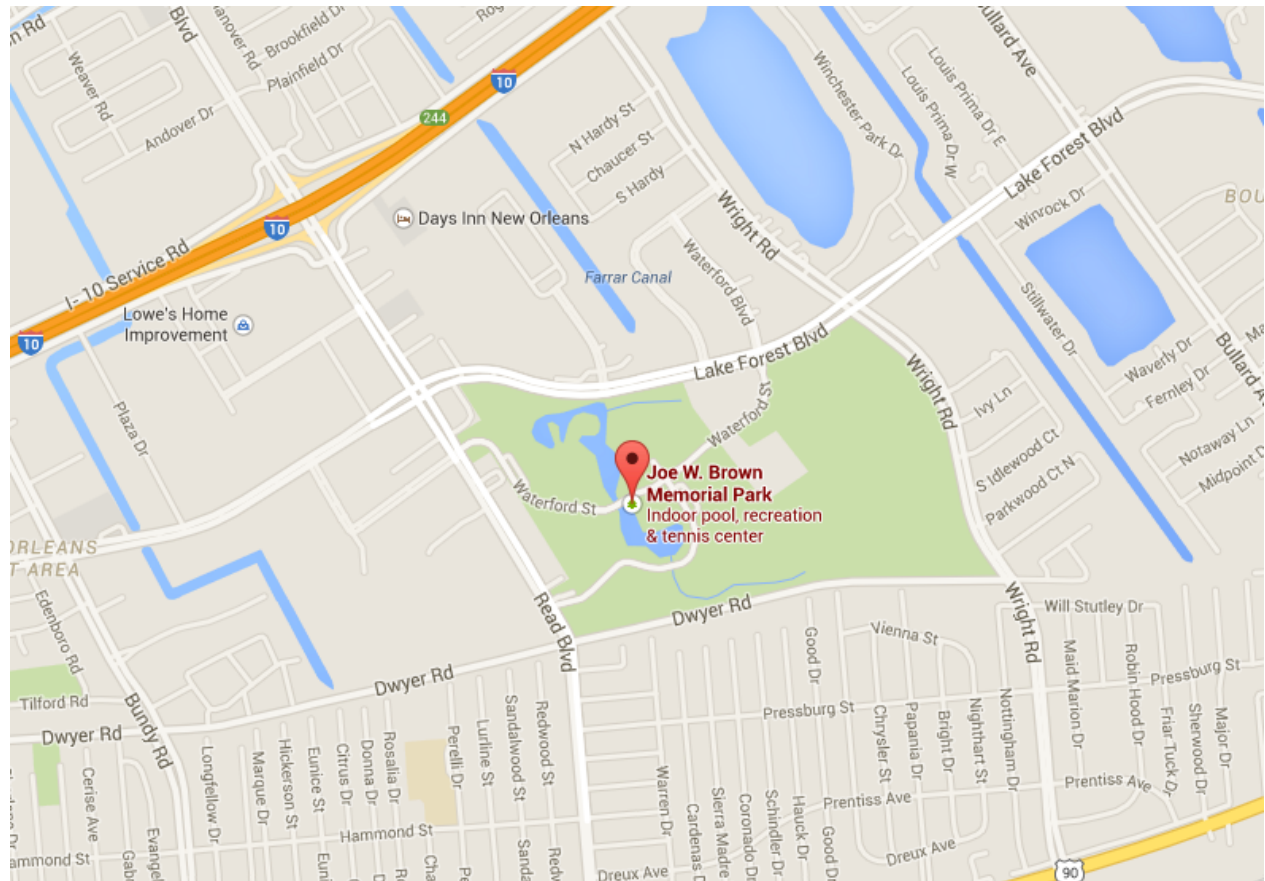 Weaver Rd
Blvd
Hanover Rd
Brookfield Dr
Plainfield Dr
Andover Dr
10
244
Bullard Ave
Louis Prima Dr E
Louis Prima Dr W
Winchester Park Dr
N Hardy St
Chaucer St
S Hardy
Lake Forest Blvd
Winrock Dr
Days Inn New Orleans
10
I- 10 Service Rd
Wright Rd
Farrar Canal
Waterford Blvd
Lowe's Home
Improvement
10
Stillwater Dr
Lake Forest Blvd
Bullard
Waverly Dr
Fernley Dr
Wright Rd
Ivy Ln
Plaza Dr
Waterford St
Notaway Ln
Midpoint
S Idlewood Ct
Parkwood Ct N
Joe W. Brown
Memorial Park
Indoor pool, recreation
& tennis center
Waterford St
AREA
Edenboro Rd
Read Blvd
Dwyer Rd
Wright Rd
Will Stutley Dr
Vienna St
Good Dr
Maid Marion Dr
Robin Hood Dr
Pressburg St
Dwyer Rd
Tilford Rd
Dwyer Rd
Bundy Rd
Pressburg St
Redwood St
Sandalwood St
Lurline St
Perelli Dr
Rosalia Dr
Donna Dr
Citrus Dr
Eunice St
Hickerson St
Marque Dr
Longfellow Dr
Cerise Ave
Chrysler St
Papania Dr
Bright Dr
Nighthart St
Nottingham Dr
Friar Tuck Dr
Sherwood Dr
Major Dr
Prentiss Ave
Prentiss Ave
Warren Dr
Cardenas
Sierra Madre
Coronado Dr
Schindler Dr
Hauck Dr
Good
Hammond St
Dreux Ave
Dreux Ave
90